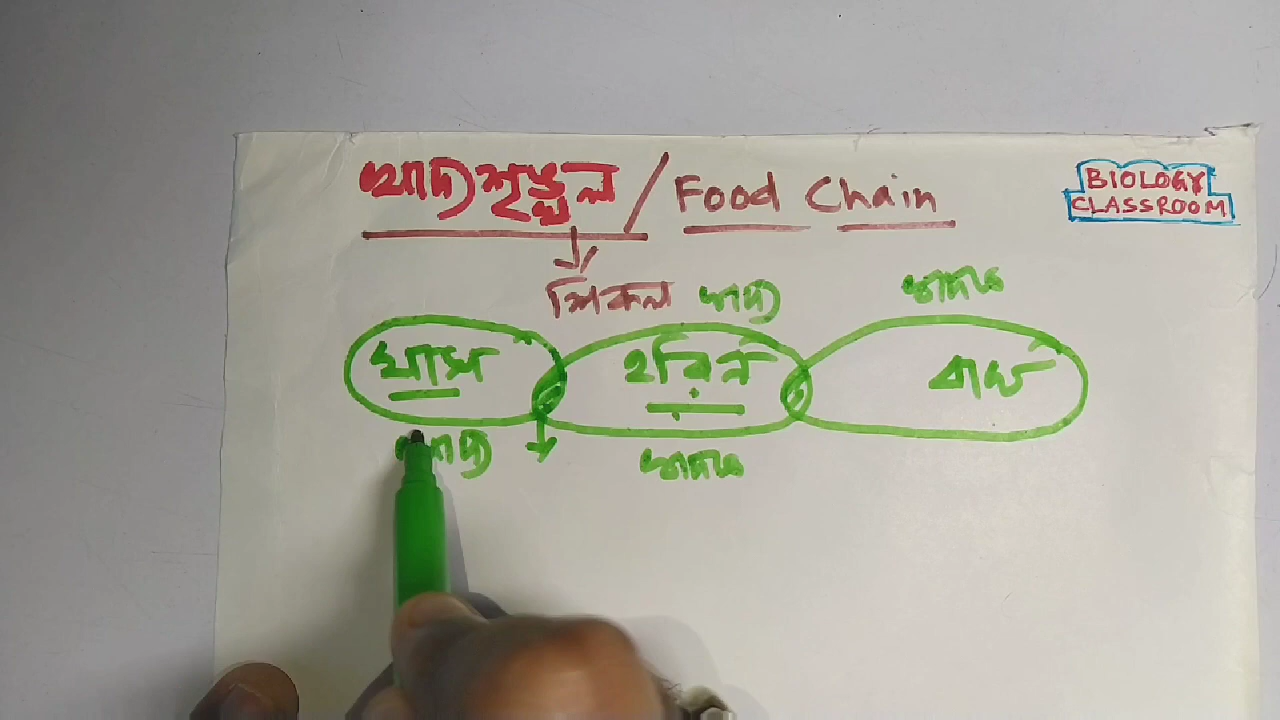 খাদ্যশৃঙ্খল / Food Chain
BIOLOGY
CLASSROOM
শিকল খাদ্য খাদক
ঘাস হরিন বাঘ
খাদ্য খাদক